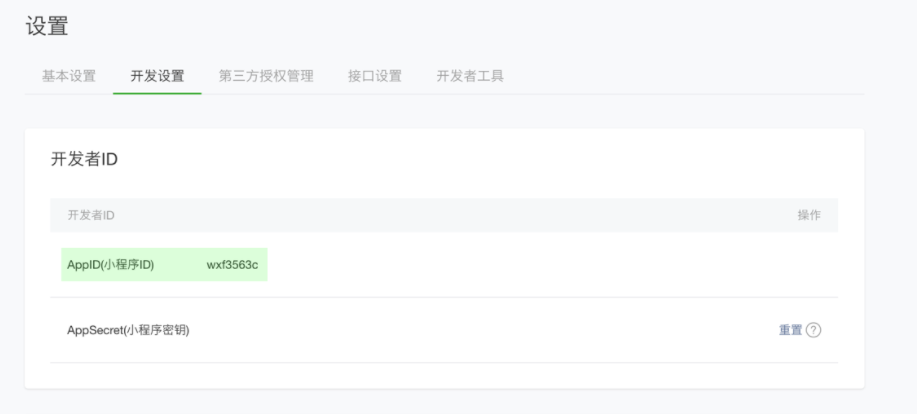 设置
基本设置 开发设置 第三方授权管理 接口设置 开发者工具
开发者ID
开发者ID 操作
AppID(小程序ID) wxf3563c
AppSecret(小程序密钥) 重置 ?